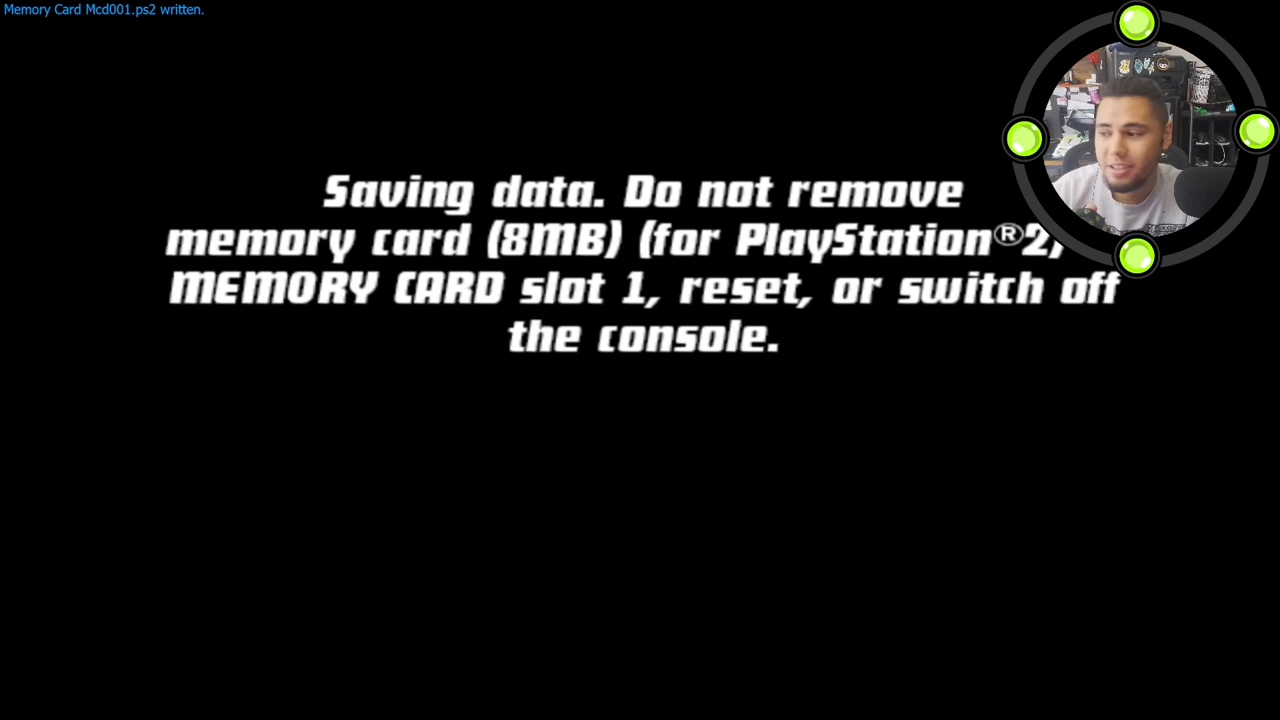 Memory Card Mcd001.ps2 written.
Saving data. Do not remove
memory card (8MB) (for PlayStation®2)
MEMORY CARD slot 1, reset, or switch off
the console.